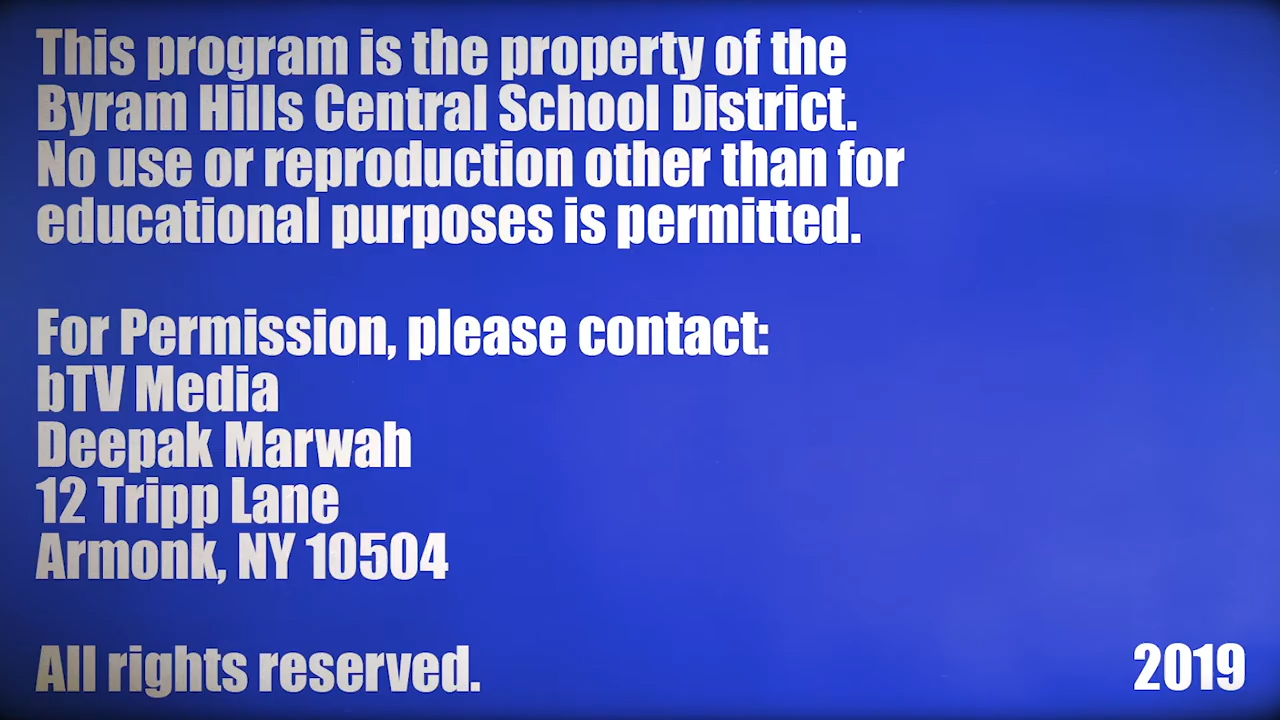 This program is the property of the
Byram Hills Central School District.
No use or reproduction other than for
educational purposes is permitted.
For Permission, please contact:
bTV Media
Deepak Marwah
12 Tripp Lane
Armonk, NY 10504
All rights reserved.
2019